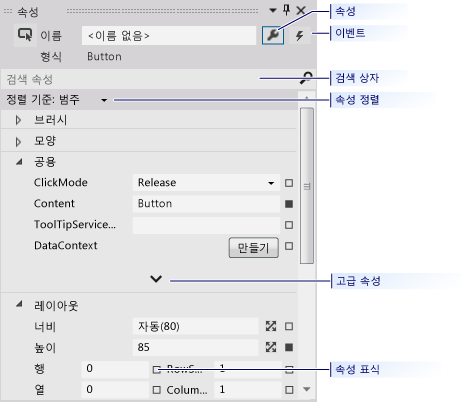 속성
속성
이름 <이름 없음>
이벤트
형식 Button
검색 속성
검색 상자
정렬 기준: 범주
속성 정렬
브러시
모양
공용
ClickMode Release
Content Button
ToolTipService...
DataContext 만들기
고급 속성
레이아웃
너비 자동(80)
높이 85
행 0 RowS... 1
속성 표식
열 0 Colum... 1